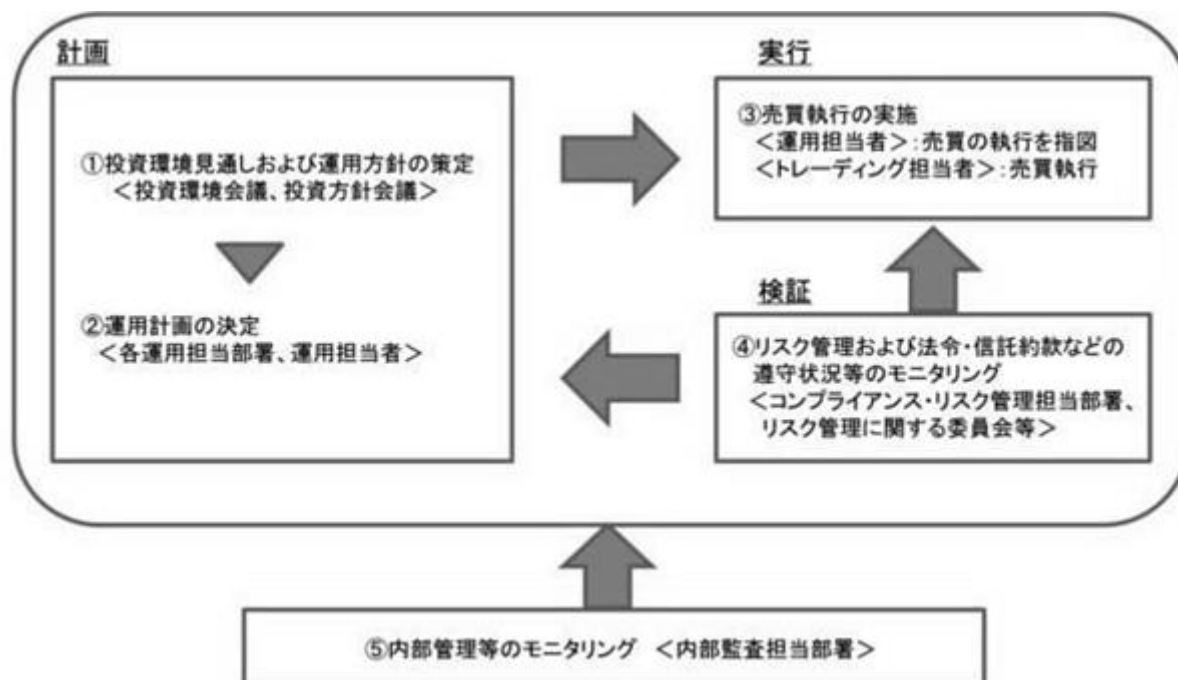 計画
①投資環境見通しおよび運用方針の策定
＜投資環境会議、投資方針会議＞
②運用計画の決定
＜各運用担当部署、運用担当者＞
実行
③売買執行の実施
＜運用担当者＞：売買の執行を指図
＜トレーディング担当者＞：売買執行
検証
④リスク管理および法令・信託約款などの
遵守状況等のモニタリング
＜コンプライアンス・リスク管理担当部署、
リスク管理に関する委員会等＞
⑤内部管理等のモニタリング ＜内部監査担当部署＞